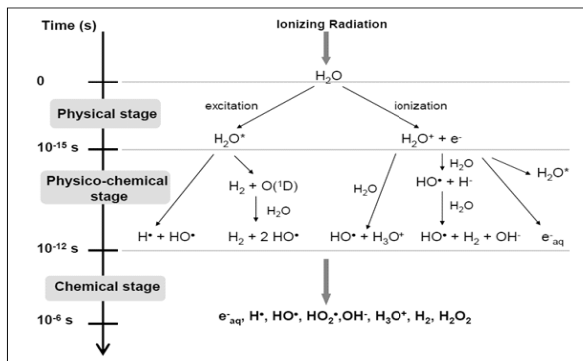 Time (s)
Ionizing Radiation
0
H₂O
Physical stage
excitation
ionization
H₂O*
H₂O⁺ + e⁻
10⁻¹⁵ s
H₂O
H₂O*
Physico-chemical
stage
H₂ + O(¹D)
H₂O
HO• + H⁻
H₂O
H₂O
10⁻¹² s
H• + HO•
H₂ + 2 HO•
HO• + H₃O⁺
HO• + H₂ + OH⁻
e⁻aq
Chemical stage
10⁻⁶ s
e⁻aq, H•, HO•, HO₂•,OH⁻, H₃O⁺, H₂, H₂O₂